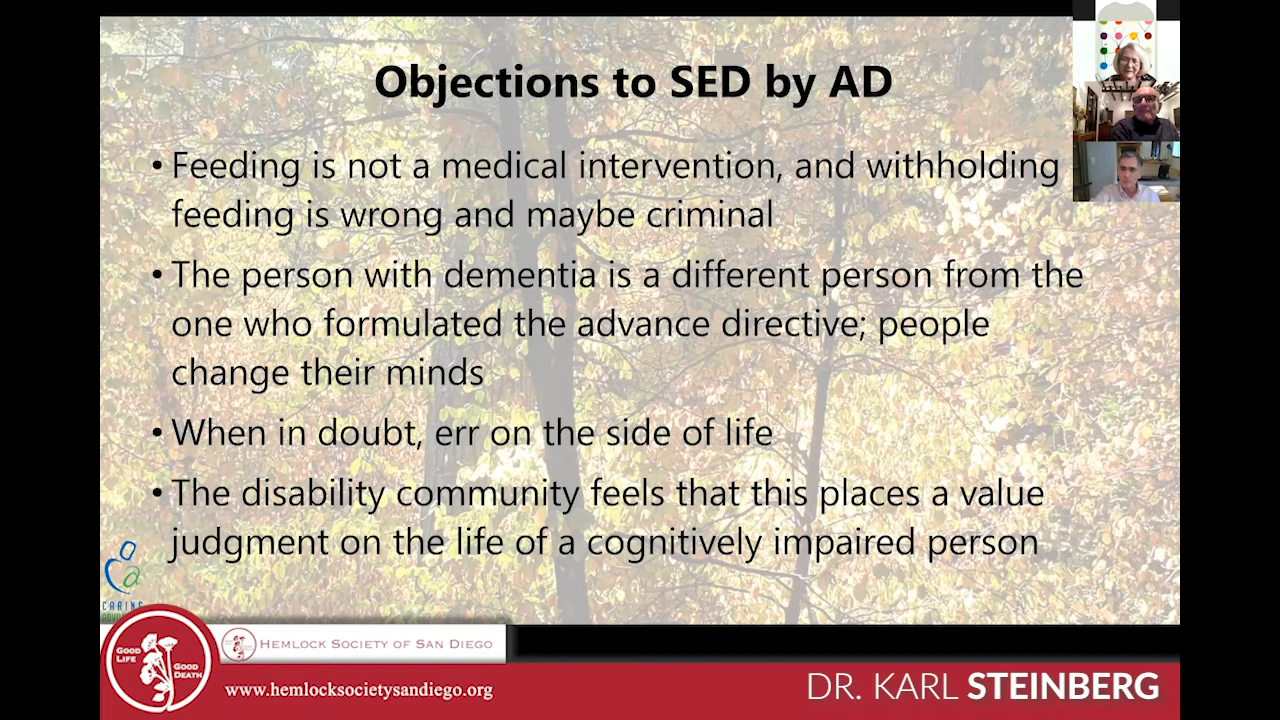 Objections to SED by AD
• Feeding is not a medical intervention, and withholding
feeding is wrong and maybe criminal
• The person with dementia is a different person from the
one who formulated the advance directive; people
change their minds
• When in doubt, err on the side of life
• The disability community feels that this places a value
judgment on the life of a cognitively impaired person
a
CARING
GOOD
LIFE
GOOD
DEATH
HEMLOCK SOCIETY OF SAN DIEGO
www.hemlocksocietysandiego.org
DR. KARL STEINBERG